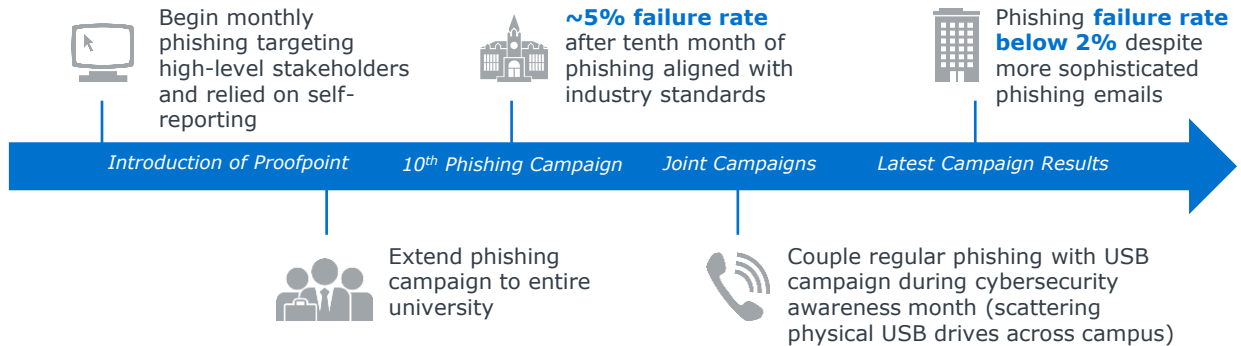 Begin monthly
phishing targeting
high-level stakeholders
and relied on self-
reporting
~5% failure rate
after tenth month of
phishing aligned with
industry standards
Phishing failure rate
below 2% despite
more sophisticated
phishing emails
Introduction of Proofpoint
10th Phishing Campaign
Joint Campaigns
Latest Campaign Results
Extend phishing
campaign to entire
university
Couple regular phishing with USB
campaign during cybersecurity
awareness month (scattering
physical USB drives across campus)